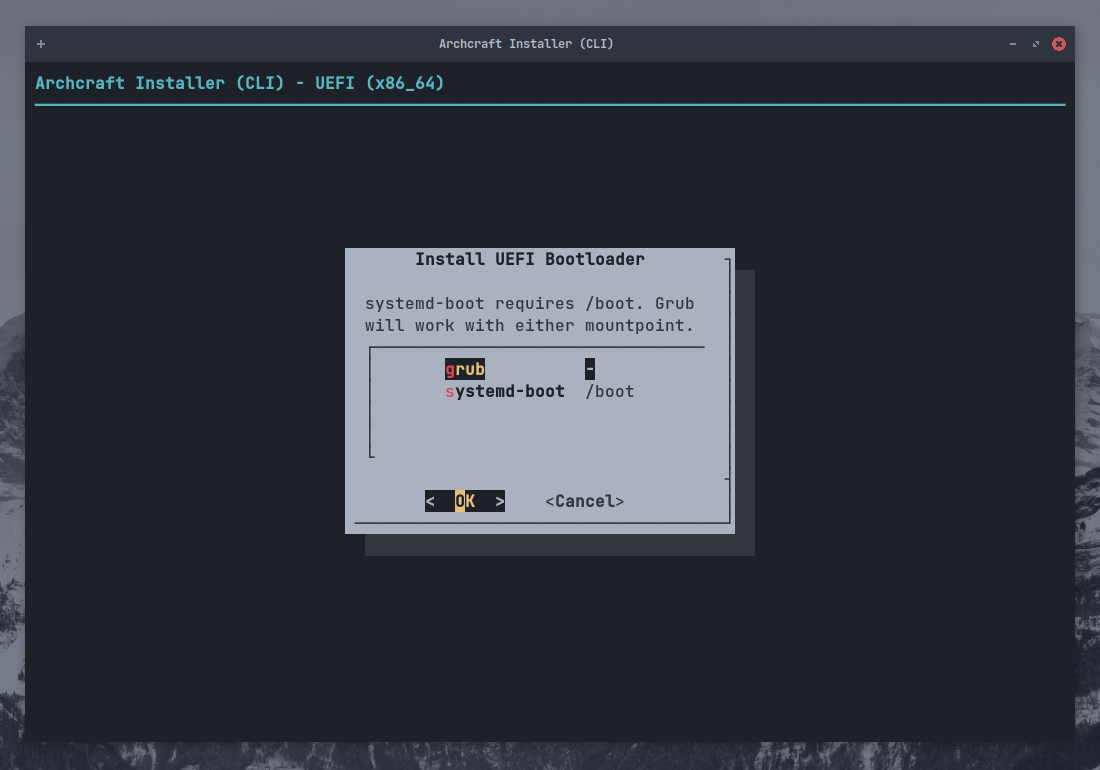 Archcraft Installer (CLI)
Archcraft Installer (CLI) - UEFI (x86_64)
Install UEFI Bootloader
systemd-boot requires /boot. Grub
will work with either mountpoint.
grub -
systemd-boot /boot
< OK > <Cancel>